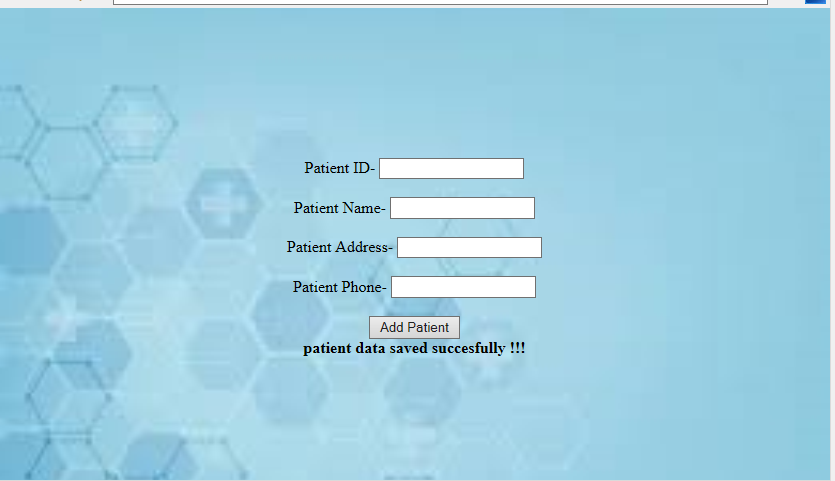 Patient ID-
Patient Name-
Patient Address-
Patient Phone-
Add Patient
patient data saved succesfully !!!